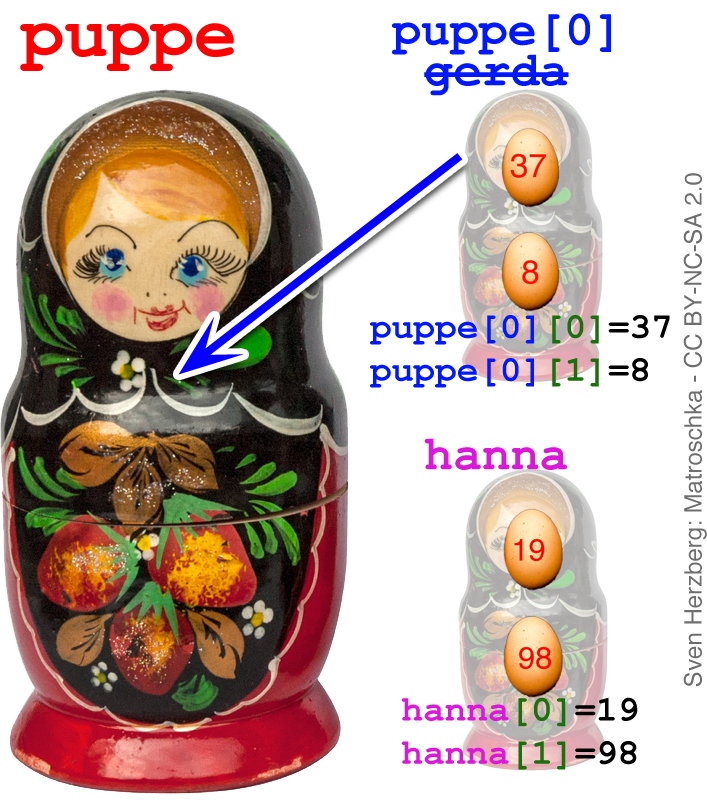 puppe
puppe[0]
gerda
37
8
puppe[0][0]=37
puppe[0][1]=8
hanna
19
98
hanna[0]=19
hanna[1]=98
Sven Herzberg: Matroschka - CC BY-NC-SA 2.0